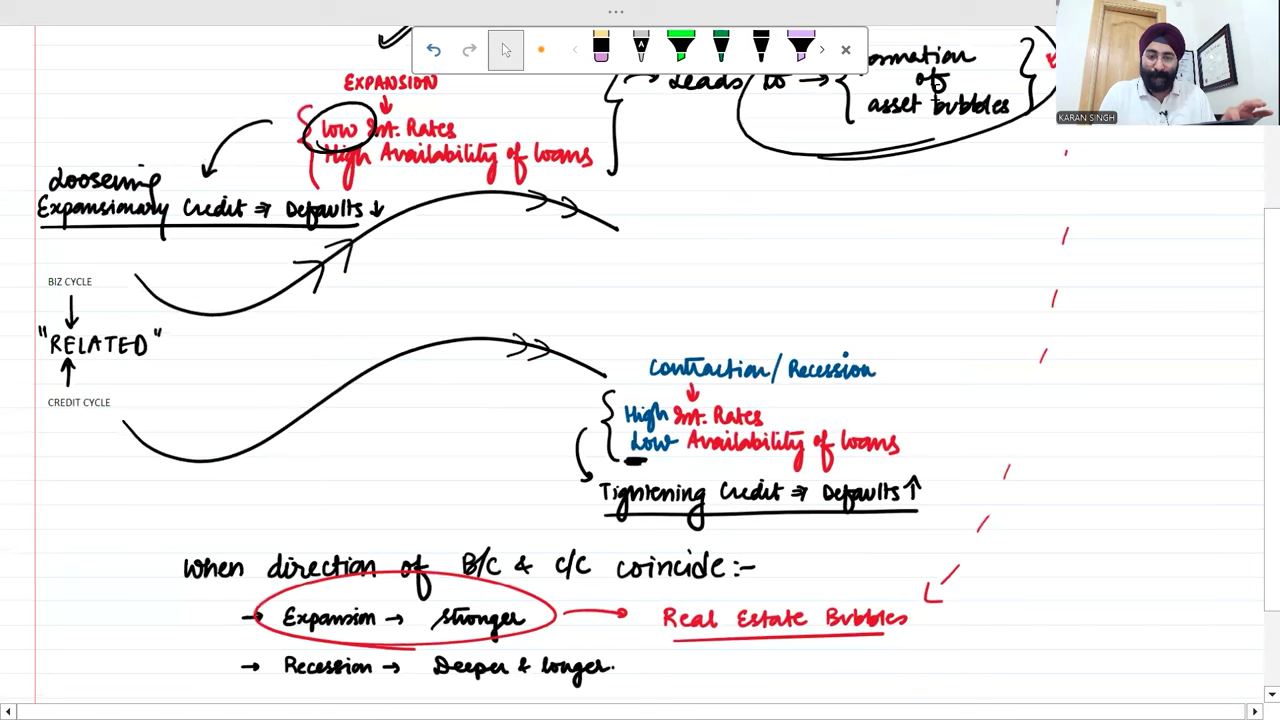 EXPANSION
Low Int. Rates
High Availability of loans
Leads to → formation
of
asset bubbles
KARAN SINGH
Loosening
Expansionary Credit ⇒ Defaults ↓
BIZ CYCLE
"RELATED"
CREDIT CYCLE
Contraction / Recession
High Int. Rates
Low Availability of loans
Tightening Credit ⇒ Defaults ↑
When direction of B/C & C/C coincide :-
→ Expansion → stronger → Real Estate Bubbles
→ Recession → Deeper & longer.